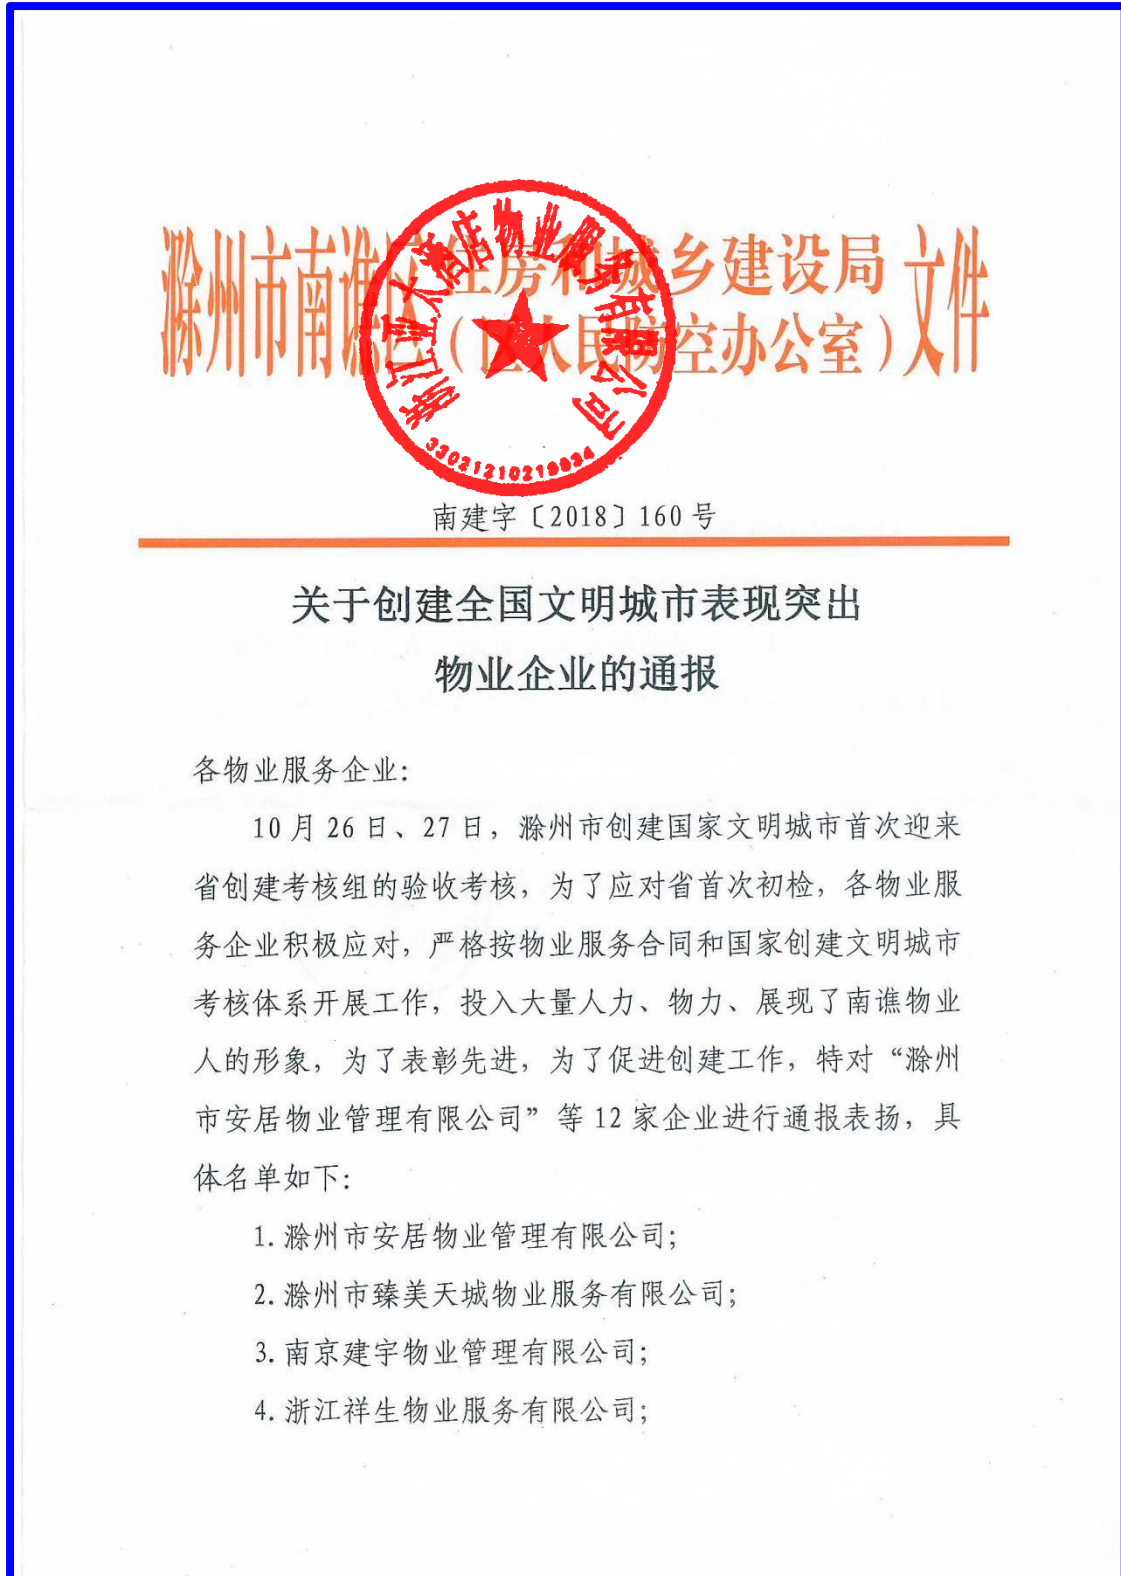 滁州市南谯区住房和城乡建设局文件
(区人民防空办公室)
浙江亚太酒店物业服务有限公司
南建字〔2018〕160号
关于创建全国文明城市表现突出
物业企业的通报
各物业服务企业:
10月26日、27日，滁州市创建国家文明城市首次迎来
省创建考核组的验收考核，为了应对省首次初检，各物业服
务企业积极应对，严格按物业服务合同和国家创建文明城市
考核体系开展工作，投入大量人力、物力、展现了南谯物业
人的形象，为了表彰先进，为了促进创建工作，特对“滁州
市安居物业管理有限公司”等12家企业进行通报表扬，具
体名单如下:
1.滁州市安居物业管理有限公司;
2.滁州市臻美天城物业服务有限公司;
3.南京建宇物业管理有限公司;
4.浙江祥生物业服务有限公司;